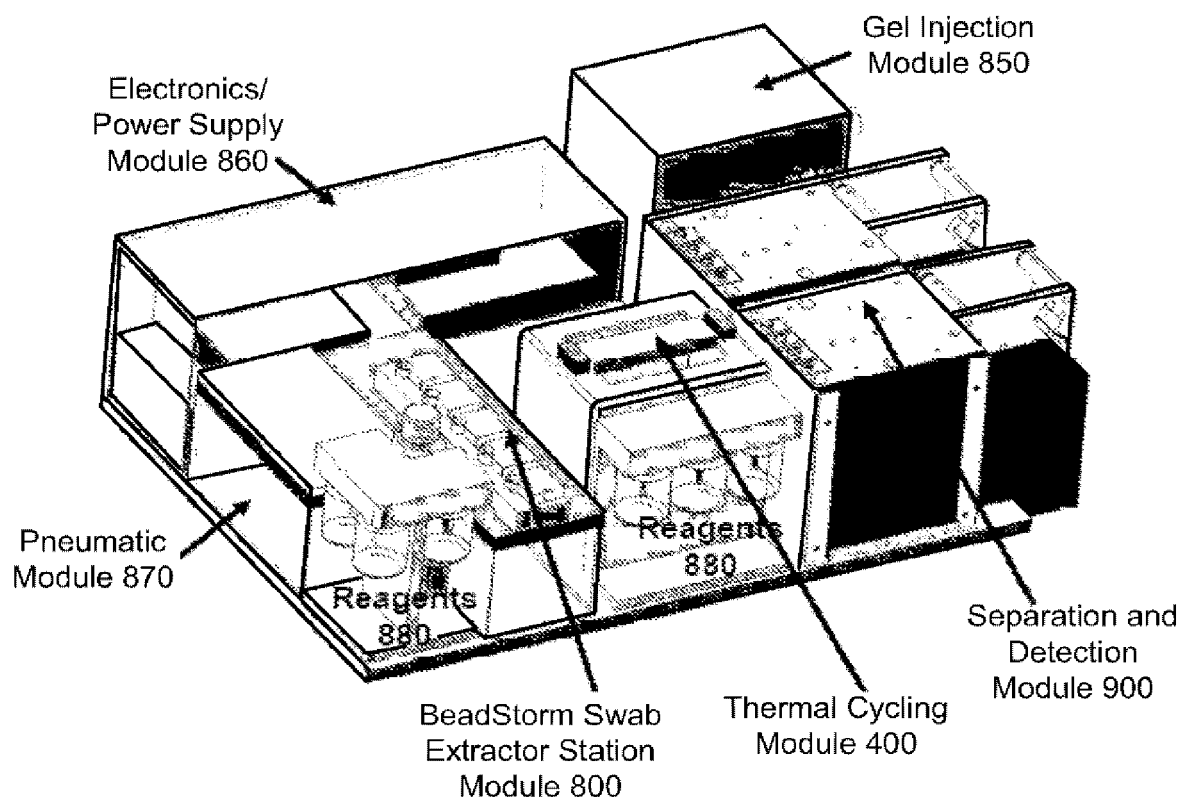 Gel Injection
Module 850
Electronics/
Power Supply
Module 860
Pneumatic
Module 870
Reagents
880
Reagents
880
BeadStorm Swab
Extractor Station
Module 800
Thermal Cycling
Module 400
Separation and
Detection
Module 900